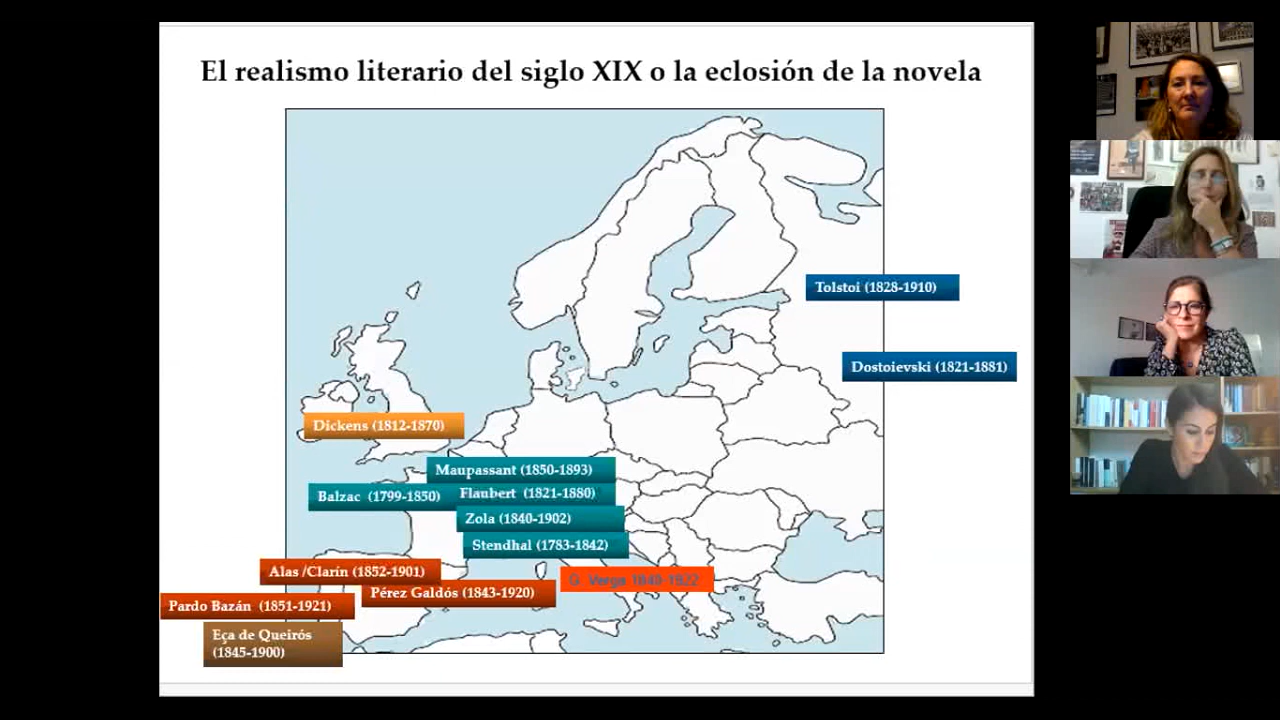 El realismo literario del siglo XIX o la eclosión de la novela
Tolstoi (1828-1910)
Dostoievski (1821-1881)
Dickens (1812-1870)
Maupassant (1850-1893)
Balzac (1799-1850)
Flaubert (1821-1880)
Zola (1840-1902)
Stendhal (1783-1842)
Alas /Clarín (1852-1901)
G. Verga 1840-1922
Pérez Galdós (1843-1920)
Pardo Bazán (1851-1921)
Eça de Queirós
(1845-1900)